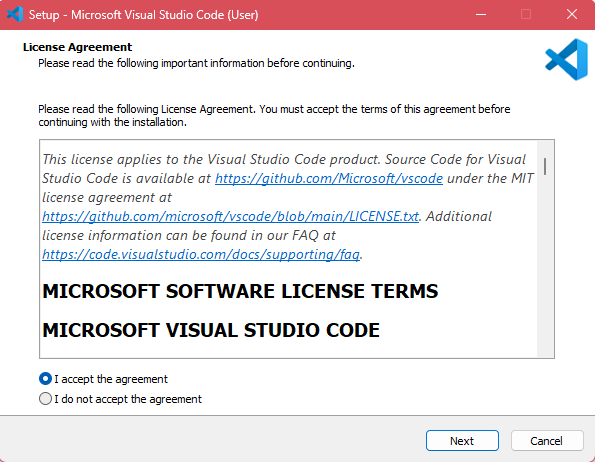 Setup - Microsoft Visual Studio Code (User)
License Agreement
Please read the following important information before continuing.
Please read the following License Agreement. You must accept the terms of this agreement before
continuing with the installation.
This license applies to the Visual Studio Code product. Source Code for Visual
Studio Code is available at https://github.com/Microsoft/vscode under the MIT
license agreement at
https://github.com/microsoft/vscode/blob/main/LICENSE.txt. Additional
license information can be found in our FAQ at
https://code.visualstudio.com/docs/supporting/faq.
MICROSOFT SOFTWARE LICENSE TERMS
MICROSOFT VISUAL STUDIO CODE
I accept the agreement
I do not accept the agreement
Next
Cancel